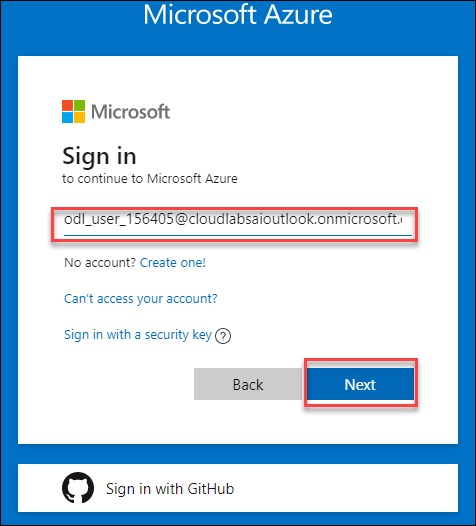 Microsoft Azure
Microsoft
Sign in
to continue to Microsoft Azure
odl_user_156405@cloudlabsaioutlook.onmicrosoft.c
No account? Create one!
Can't access your account?
Sign in with a security key ?
Back
Next
Sign in with GitHub